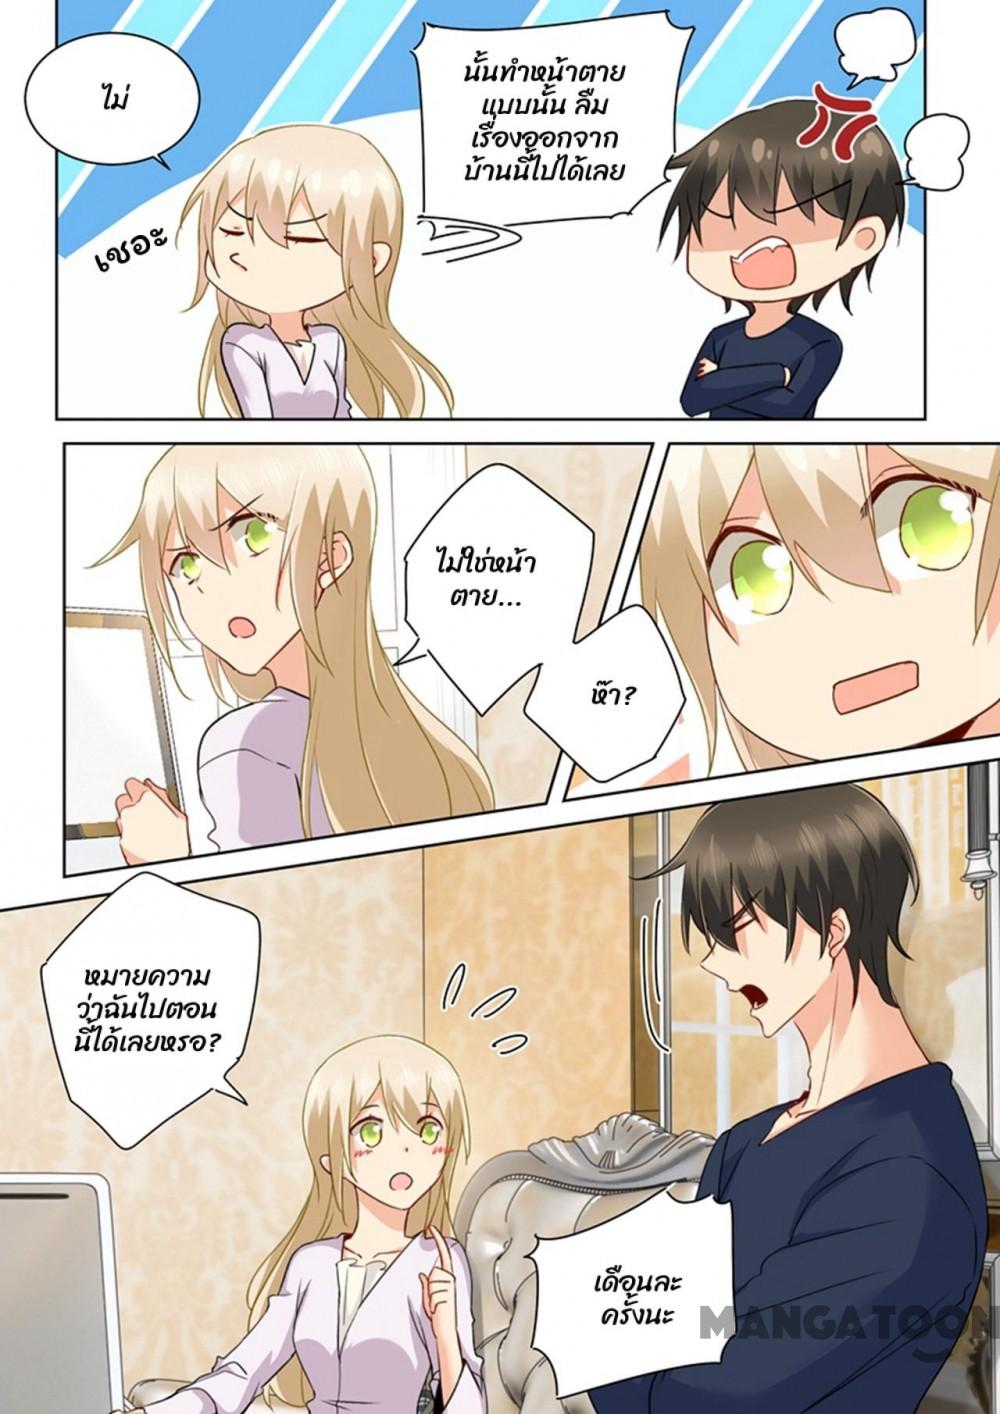 ไม่
นั้นทำหน้าตาย
แบบนั้น ลืม
เรื่องออกจาก
บ้านนี้ไปได้เลย
เชอะ
ไม่ใช่หน้า
ตาย...
ห๊า?
หมายความ
ว่าฉันไปตอน
นี้ได้เลยหรอ?
เดือนละ
ครั้งนะ
MANGATOON